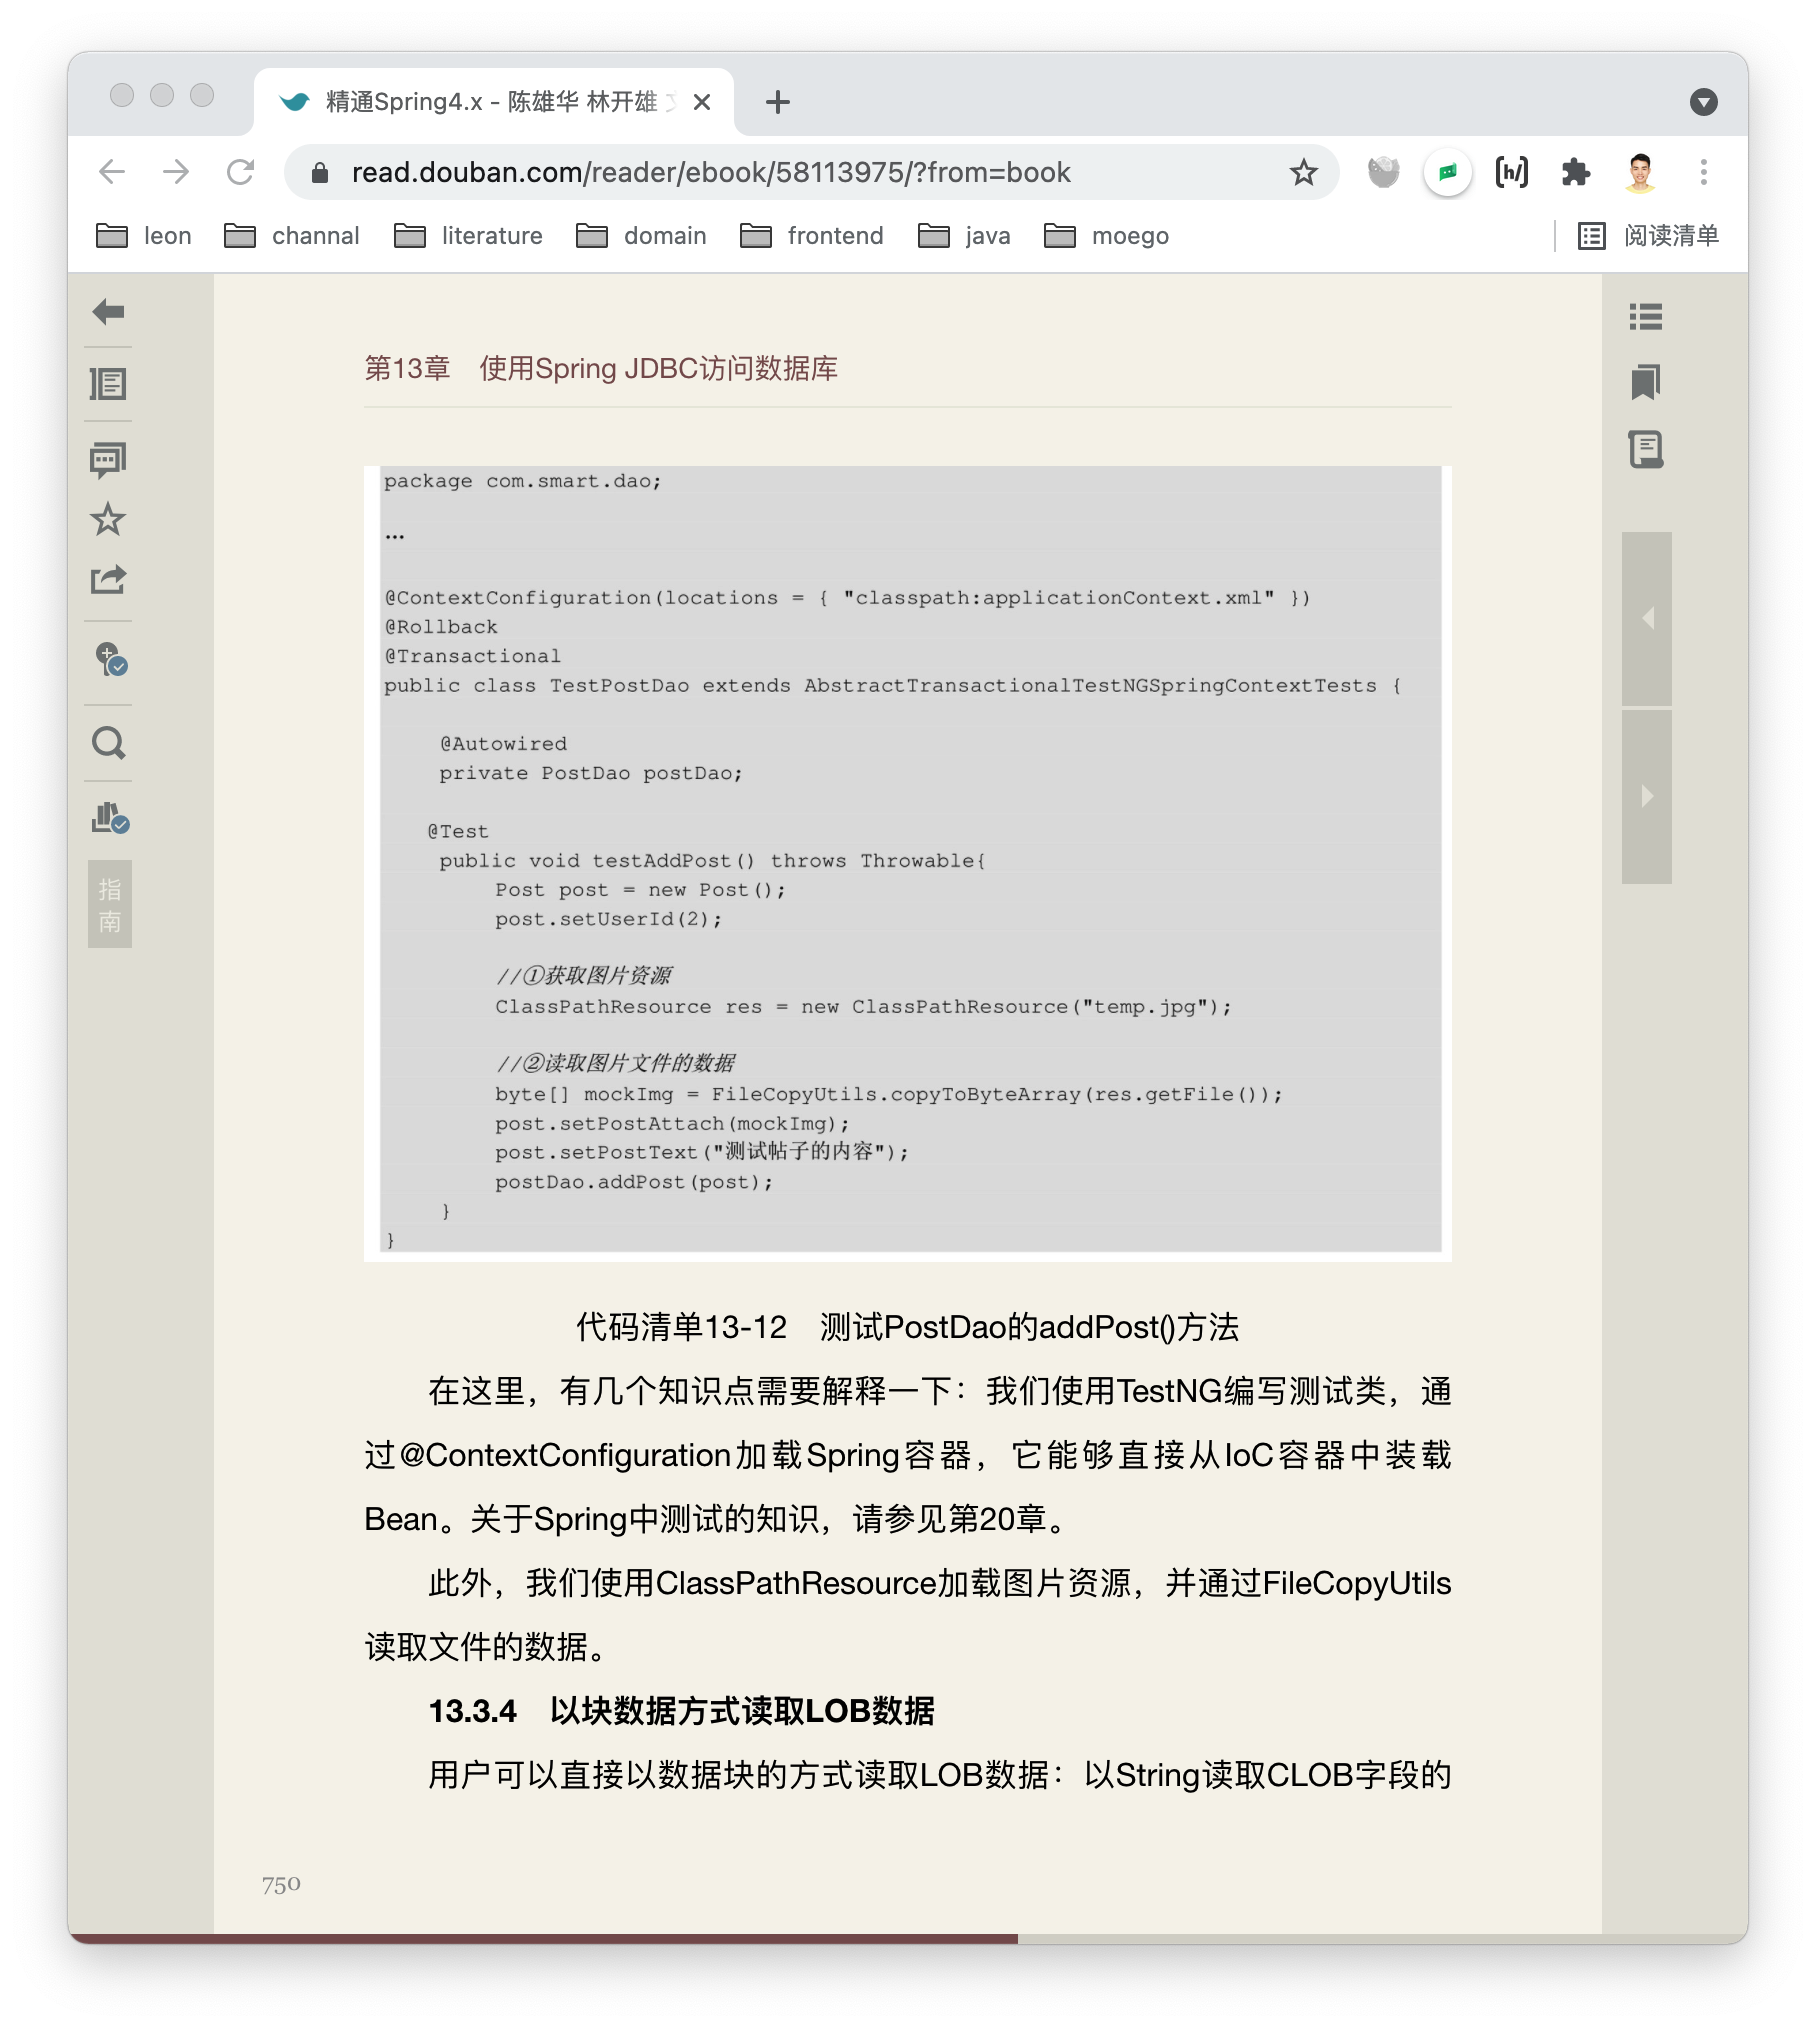 精通Spring4.x - 陈雄华 林开雄
read.douban.com/reader/ebook/58113975/?from=book
[h/]
leon channal literature domain frontend java moego 阅读清单
第13章 使用Spring JDBC访问数据库
package com.smart.dao;
…
@ContextConfiguration(locations = { "classpath:applicationContext.xml" })
@Rollback
@Transactional
public class TestPostDao extends AbstractTransactionalTestNGSpringContextTests {
@Autowired
private PostDao postDao;
@Test
public void testAddPost() throws Throwable{
Post post = new Post();
post.setUserId(2);
//①获取图片资源
ClassPathResource res = new ClassPathResource("temp.jpg");
//②读取图片文件的数据
byte[] mockImg = FileCopyUtils.copyToByteArray(res.getFile());
post.setPostAttach(mockImg);
post.setPostText("测试帖子的内容");
postDao.addPost(post);
}
}
指
南
代码清单13-12 测试PostDao的addPost()方法
在这里，有几个知识点需要解释一下：我们使用TestNG编写测试类，通
过@ContextConfiguration加载Spring容器，它能够直接从IoC容器中装载
Bean。关于Spring中测试的知识，请参见第20章。
此外，我们使用ClassPathResource加载图片资源，并通过FileCopyUtils
读取文件的数据。
13.3.4 以块数据方式读取LOB数据
用户可以直接以数据块的方式读取LOB数据：以String读取CLOB字段的
750